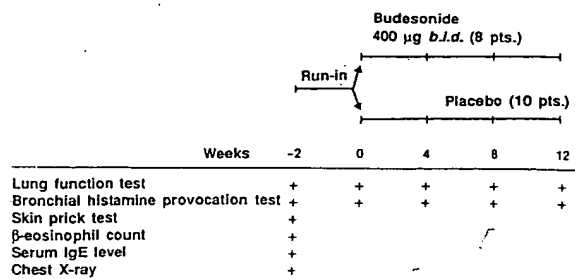 Budesonide
400 µg b.i.d. (8 pts.)
Run-in
Placebo (10 pts.)
Weeks -2 0 4 8 12
Lung function test + + + + +
Bronchial histamine provocation test + + + + +
Skin prick test +
β-eosinophil count +
Serum IgE level +
Chest X-ray +